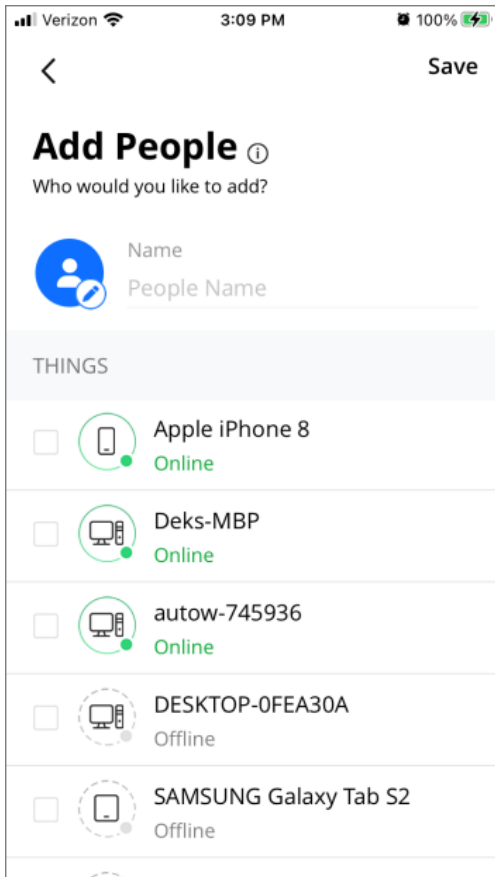 Verizon 3:09 PM 100%
Save
Add People
Who would you like to add?
Name
People Name
THINGS
Apple iPhone 8
Online
Deks-MBP
Online
autow-745936
Online
DESKTOP-0FEA30A
Offline
SAMSUNG Galaxy Tab S2
Offline